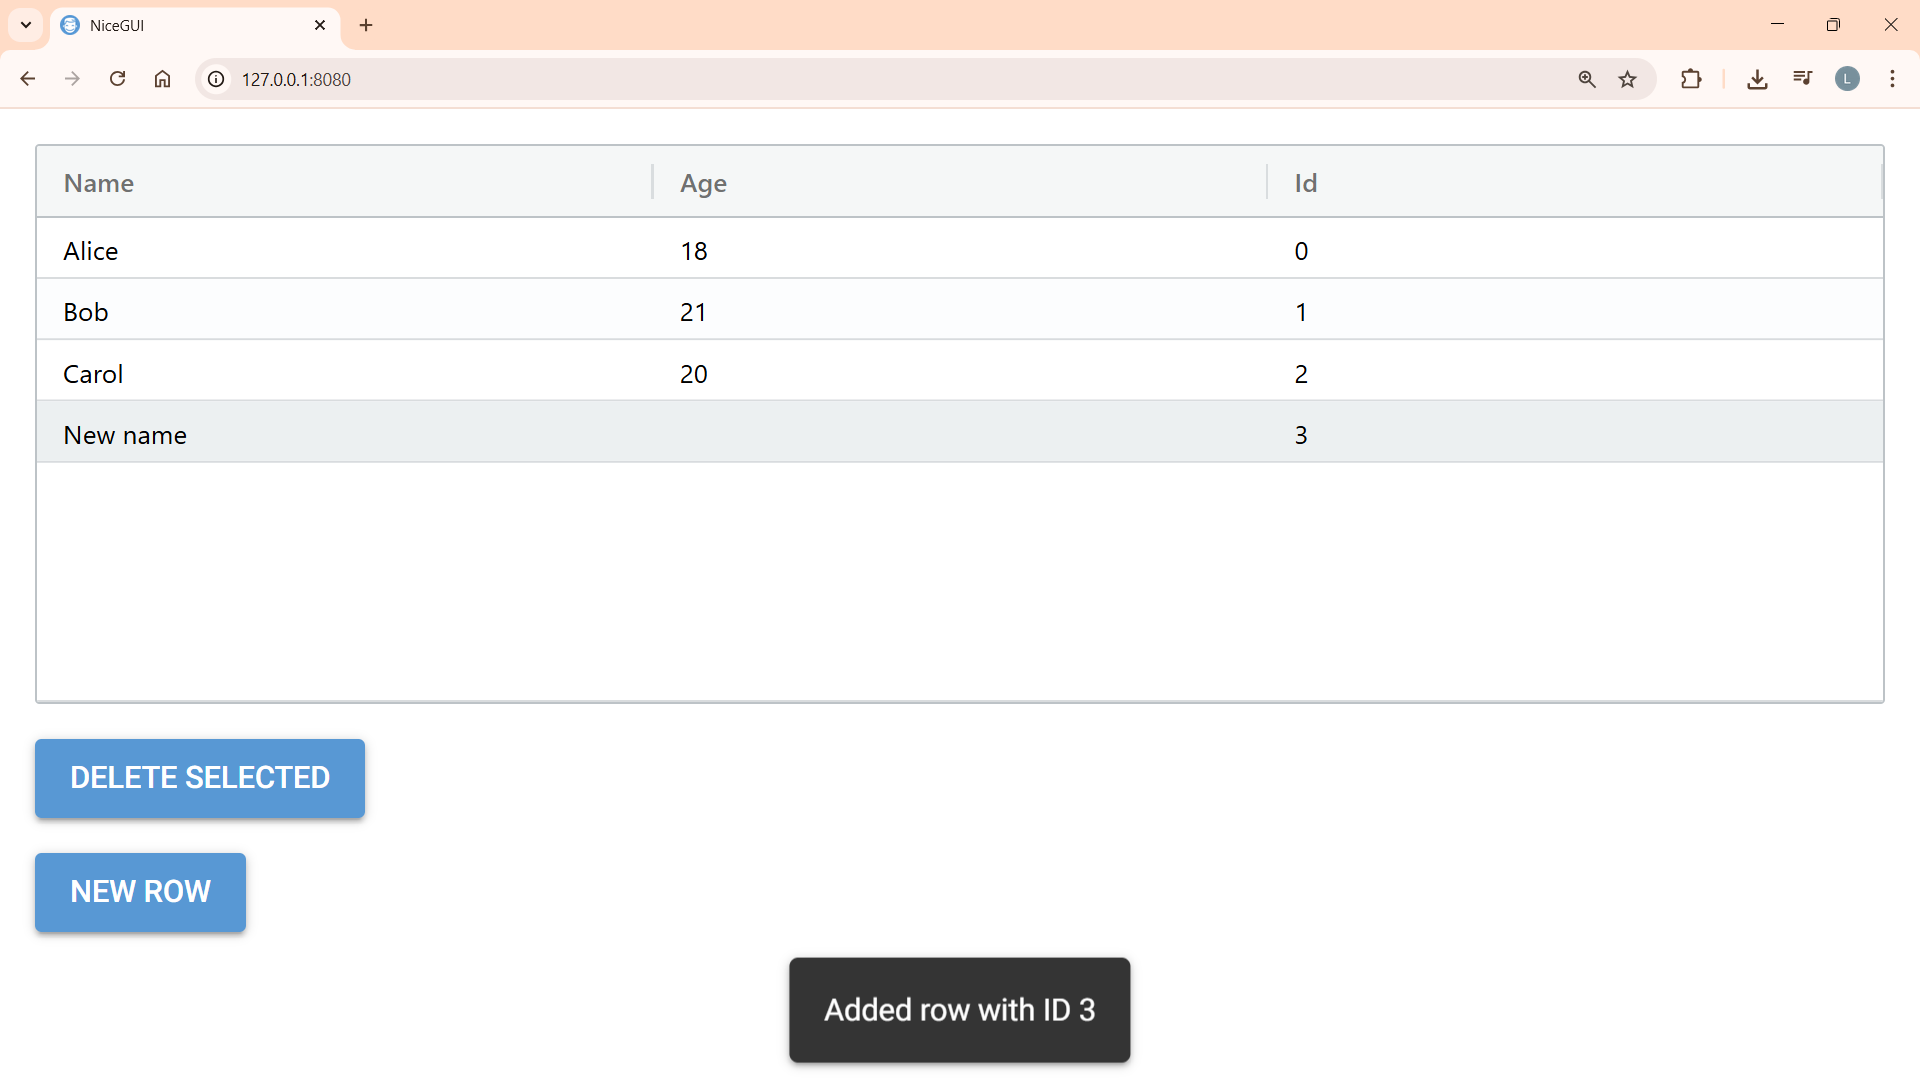 NiceGUI
127.0.0.1:8080
L
Name Age Id
Alice 18 0
Bob 21 1
Carol 20 2
New name 3
DELETE SELECTED
NEW ROW
Added row with ID 3